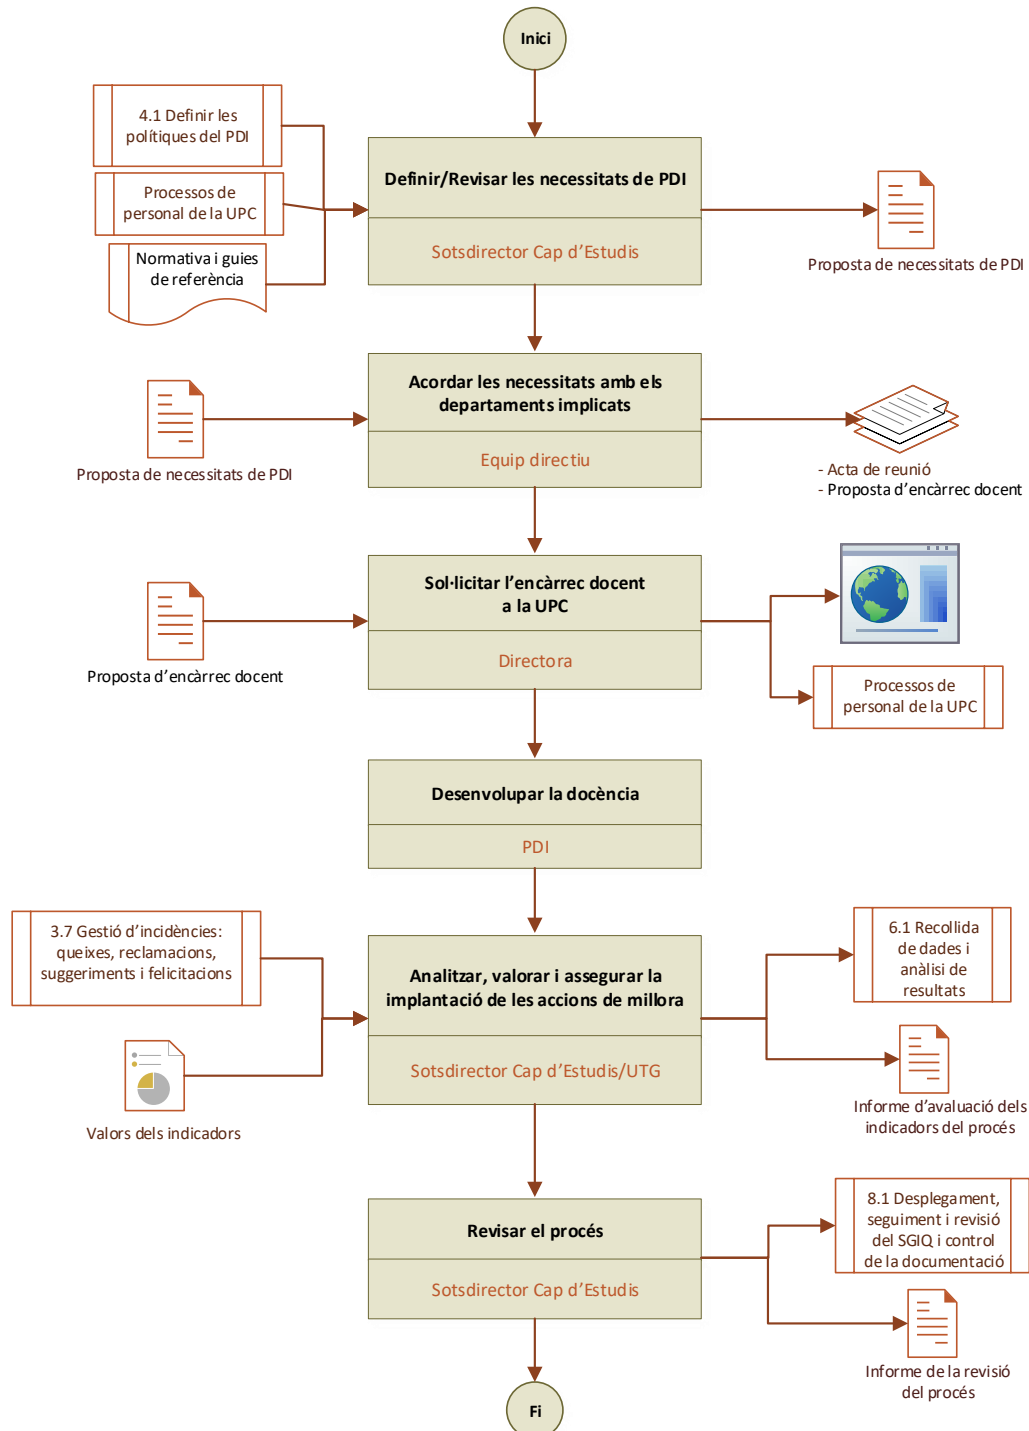 Inici
4.1 Definir les
polítiques del PDI
Processos de
personal de la UPC
Normativa i guies
de referència
Definir/Revisar les necessitats de PDI
Sotsdirector Cap d’Estudis
Proposta de necessitats de PDI
Proposta de necessitats de PDI
Acordar les necessitats amb els
departaments implicats
Equip directiu
- Acta de reunió
- Proposta d’encàrrec docent
Proposta d’encàrrec docent
Sol·licitar l’encàrrec docent
a la UPC
Directora
Processos de
personal de la UPC
Desenvolupar la docència
PDI
3.7 Gestió d’incidències:
queixes, reclamacions,
suggeriments i felicitacions
Valors dels indicadors
Analitzar, valorar i assegurar la
implantació de les accions de millora
Sotsdirector Cap d’Estudis/UTG
6.1 Recollida
de dades i
anàlisi de
resultats
Informe d’avaluació dels
indicadors del procés
Revisar el procés
Sotsdirector Cap d’Estudis
8.1 Desplegament,
seguiment i revisió
del SGIQ i control
de la documentació
Informe de la revisió
del procés
Fi